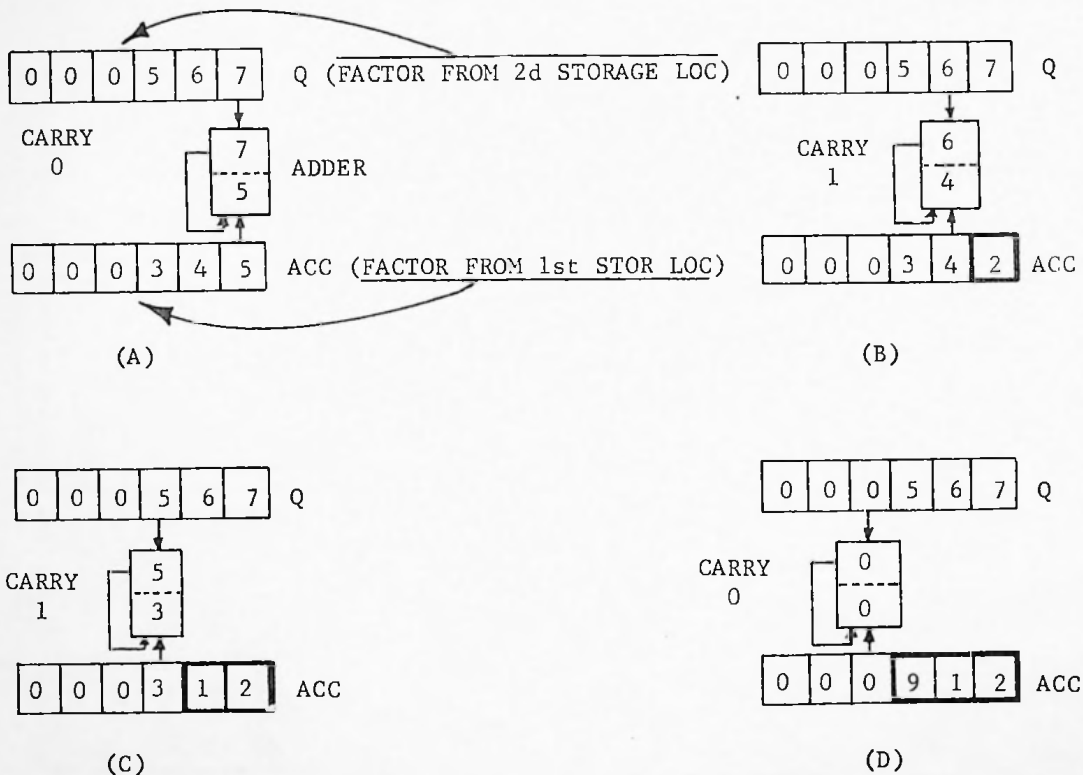 0 0 0 5 6 7 Q (FACTOR FROM 2d STORAGE LOC)
CARRY
0
7
5
ADDER
0 0 0 3 4 5 ACC (FACTOR FROM 1st STOR LOC)
(A)
0 0 0 5 6 7 Q
CARRY
1
6
4
0 0 0 3 4 2 ACC
(B)
0 0 0 5 6 7 Q
CARRY
1
5
3
0 0 0 3 1 2 ACC
(C)
0 0 0 5 6 7 Q
CARRY
0
0
0
0 0 0 9 1 2 ACC
(D)